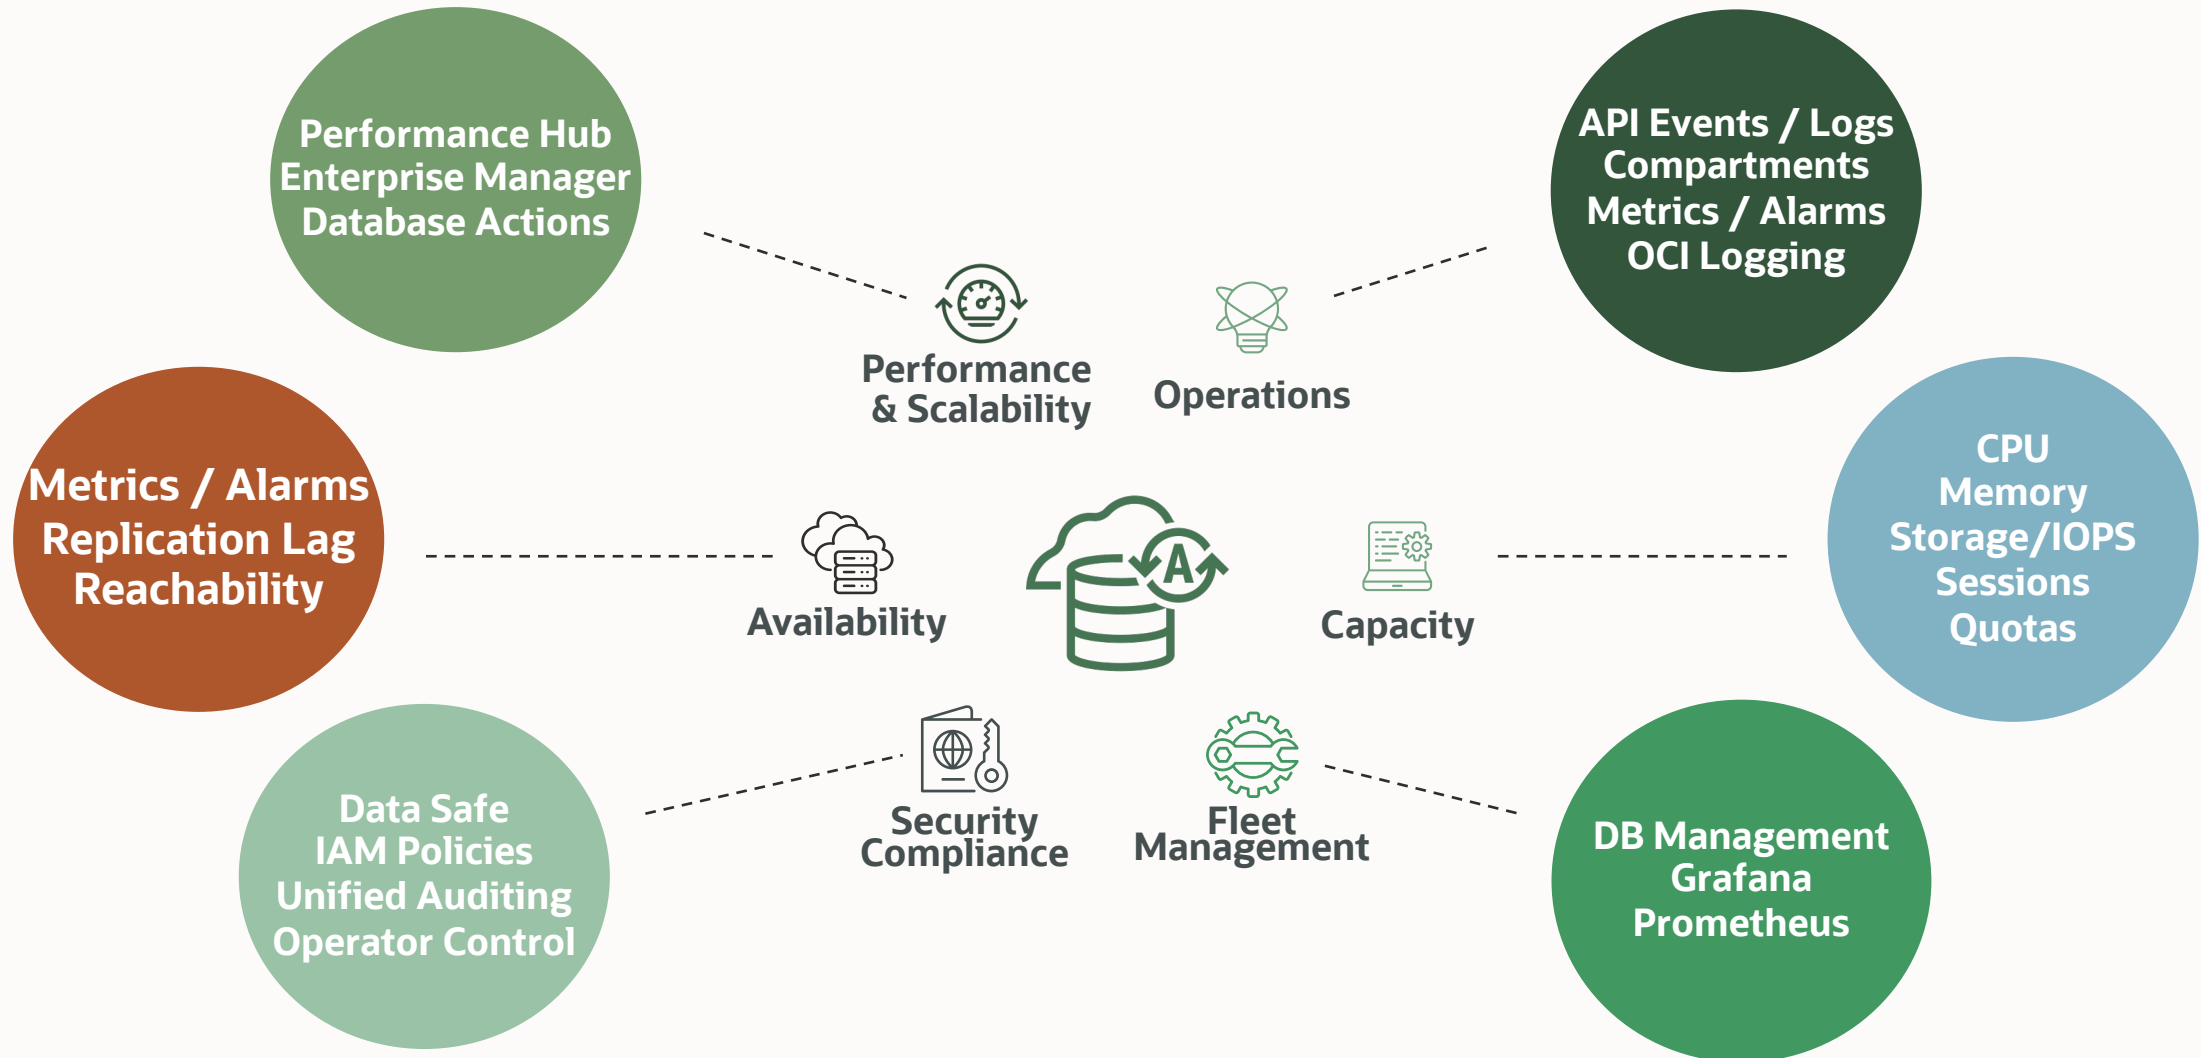 Performance Hub
Enterprise Manager
Database Actions
API Events / Logs
Compartments
Metrics / Alarms
OCI Logging
Performance
& Scalability
Operations
Metrics / Alarms
Replication Lag
Reachability
Availability
A
Capacity
CPU
Memory
Storage/IOPS
Sessions
Quotas
Data Safe
IAM Policies
Unified Auditing
Operator Control
Security
Compliance
Fleet
Management
DB Management
Grafana
Prometheus